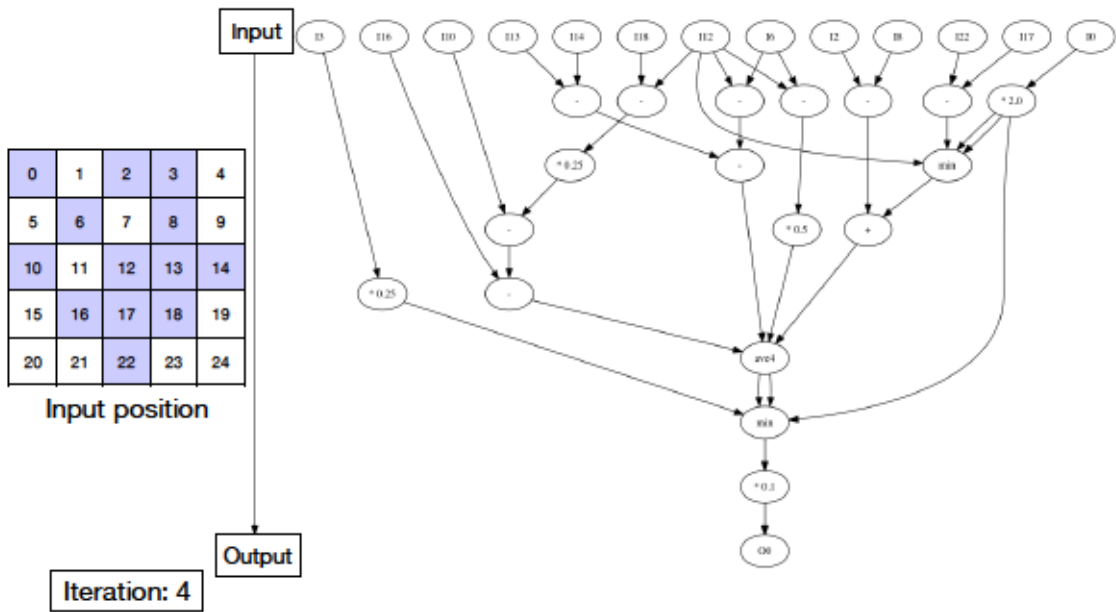 Input
I3 I16 I10 I13 I14 I18 I12 I6 I2 I8 I22 I17 I0
- - - - - - * 2.0
* 0.25 - min
- * 0.5 +
* 0.25 -
ave4
min
* 0.1
O0
0 1 2 3 4
5 6 7 8 9
10 11 12 13 14
15 16 17 18 19
20 21 22 23 24
Input position
Output
Iteration: 4